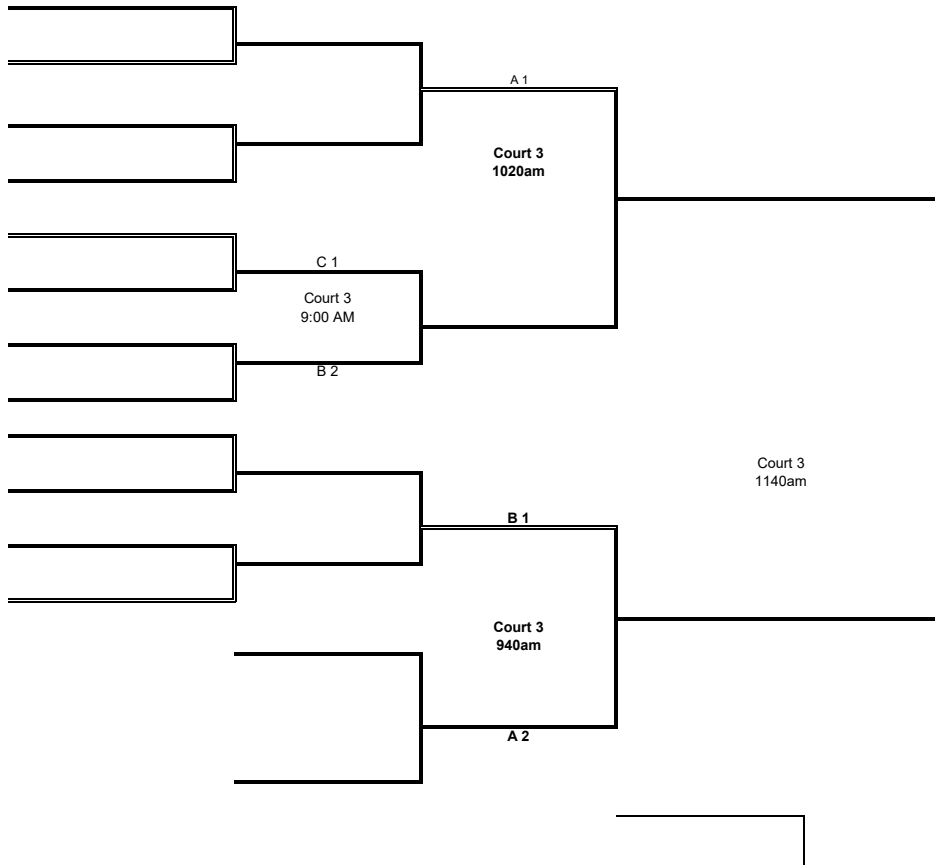 A 1
Court 3
1020am
C 1
Court 3
9:00 AM
B 2
Court 3
1140am
B 1
Court 3
940am
A 2